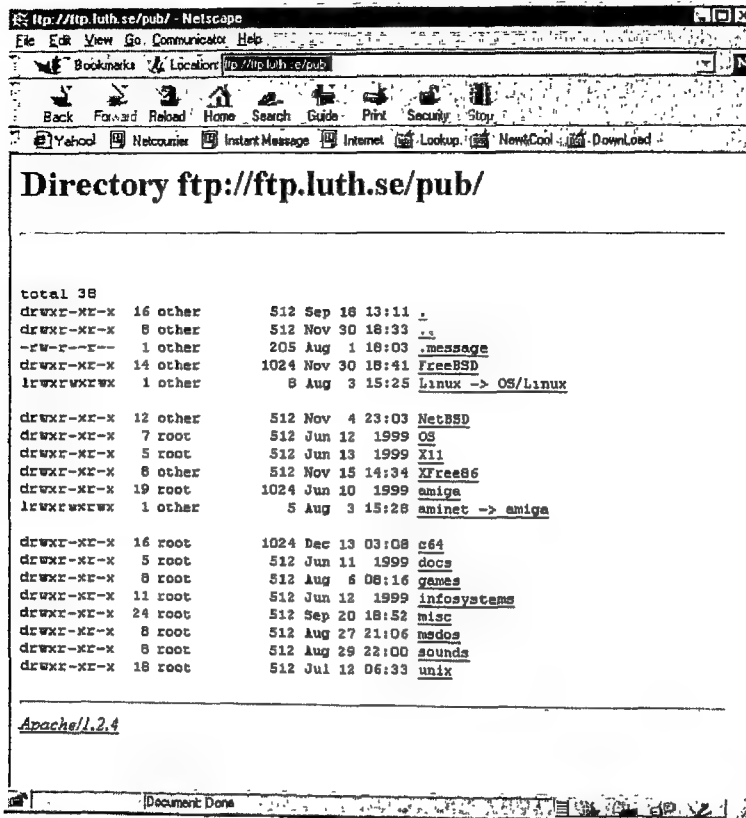 ftp://ftp.luth.se/pub/ - Netscape
File Edit View Go Communicator Help
Bookmarks Location: ftp://ftp.luth.se/pub/
Back Forward Reload Home Search Guide Print Security Stop
Yahoo! Netcourier Instant Message Internet Lookup New&Cool DownLoad
Directory ftp://ftp.luth.se/pub/
total 38
drwxr-xr-x 16 other 512 Sep 18 13:11 .
drwxr-xr-x 8 other 512 Nov 30 18:33 ..
-rw-r--r-- 1 other 205 Aug 1 18:03 .message
drwxr-xr-x 14 other 1024 Nov 30 18:41 FreeBSD
lrwxrwxrwx 1 other 8 Aug 3 15:25 Linux -> OS/Linux
drwxr-xr-x 12 other 512 Nov 4 23:03 NetBSD
drwxr-xr-x 7 root 512 Jun 12 1999 OS
drwxr-xr-x 5 root 512 Jun 13 1999 X11
drwxr-xr-x 8 other 512 Nov 15 14:34 XFree86
drwxr-xr-x 19 root 1024 Jun 10 1999 amiga
lrwxrwxrwx 1 other 5 Aug 3 15:28 aminet -> amiga
drwxr-xr-x 16 root 1024 Dec 13 03:08 c64
drwxr-xr-x 5 root 512 Jun 11 1999 docs
drwxr-xr-x 8 root 512 Aug 6 08:16 games
drwxr-xr-x 11 root 512 Jun 12 1999 infosystems
drwxr-xr-x 24 root 512 Sep 20 18:52 misc
drwxr-xr-x 8 root 512 Aug 27 21:06 msdos
drwxr-xr-x 8 root 512 Aug 29 22:00 sounds
drwxr-xr-x 18 root 512 Jul 12 06:33 unix
Apache/1.2.4
Document: Done